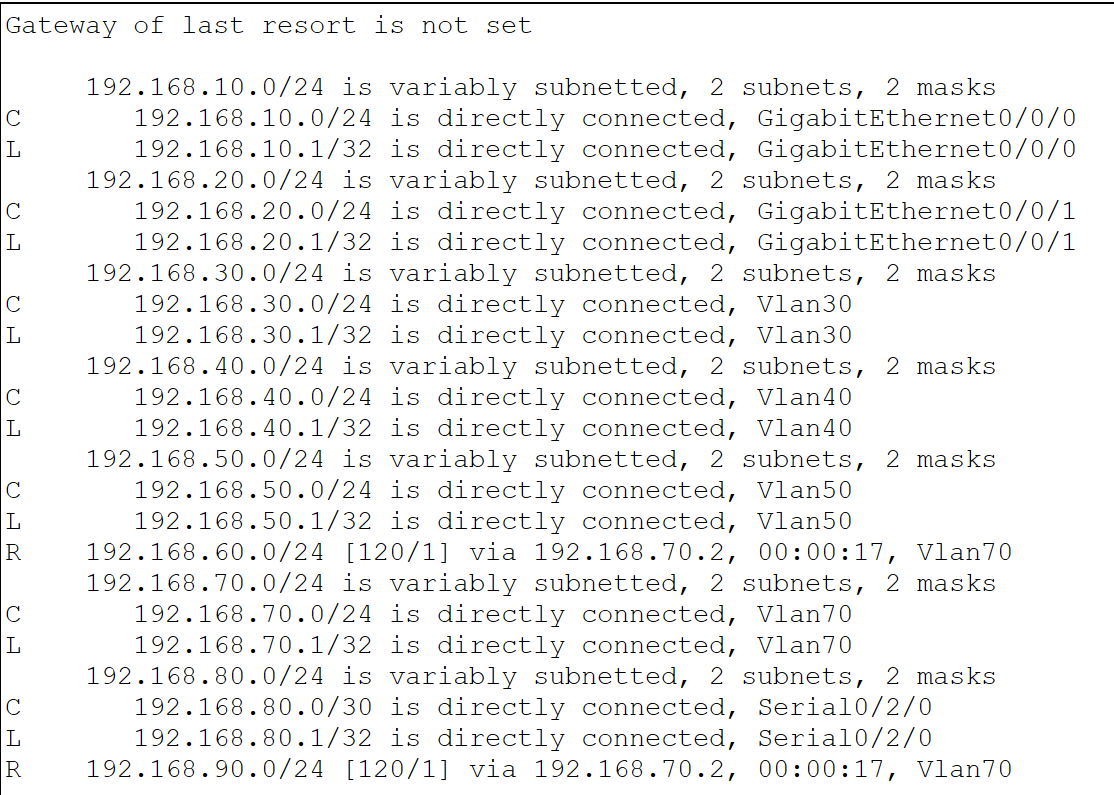 Gateway of last resort is not set
192.168.10.0/24 is variably subnetted, 2 subnets, 2 masks
C 192.168.10.0/24 is directly connected, GigabitEthernet0/0/0
L 192.168.10.1/32 is directly connected, GigabitEthernet0/0/0
192.168.20.0/24 is variably subnetted, 2 subnets, 2 masks
C 192.168.20.0/24 is directly connected, GigabitEthernet0/0/1
L 192.168.20.1/32 is directly connected, GigabitEthernet0/0/1
192.168.30.0/24 is variably subnetted, 2 subnets, 2 masks
C 192.168.30.0/24 is directly connected, Vlan30
L 192.168.30.1/32 is directly connected, Vlan30
192.168.40.0/24 is variably subnetted, 2 subnets, 2 masks
C 192.168.40.0/24 is directly connected, Vlan40
L 192.168.40.1/32 is directly connected, Vlan40
192.168.50.0/24 is variably subnetted, 2 subnets, 2 masks
C 192.168.50.0/24 is directly connected, Vlan50
L 192.168.50.1/32 is directly connected, Vlan50
R 192.168.60.0/24 [120/1] via 192.168.70.2, 00:00:17, Vlan70
192.168.70.0/24 is variably subnetted, 2 subnets, 2 masks
C 192.168.70.0/24 is directly connected, Vlan70
L 192.168.70.1/32 is directly connected, Vlan70
192.168.80.0/24 is variably subnetted, 2 subnets, 2 masks
C 192.168.80.0/30 is directly connected, Serial0/2/0
L 192.168.80.1/32 is directly connected, Serial0/2/0
R 192.168.90.0/24 [120/1] via 192.168.70.2, 00:00:17, Vlan70